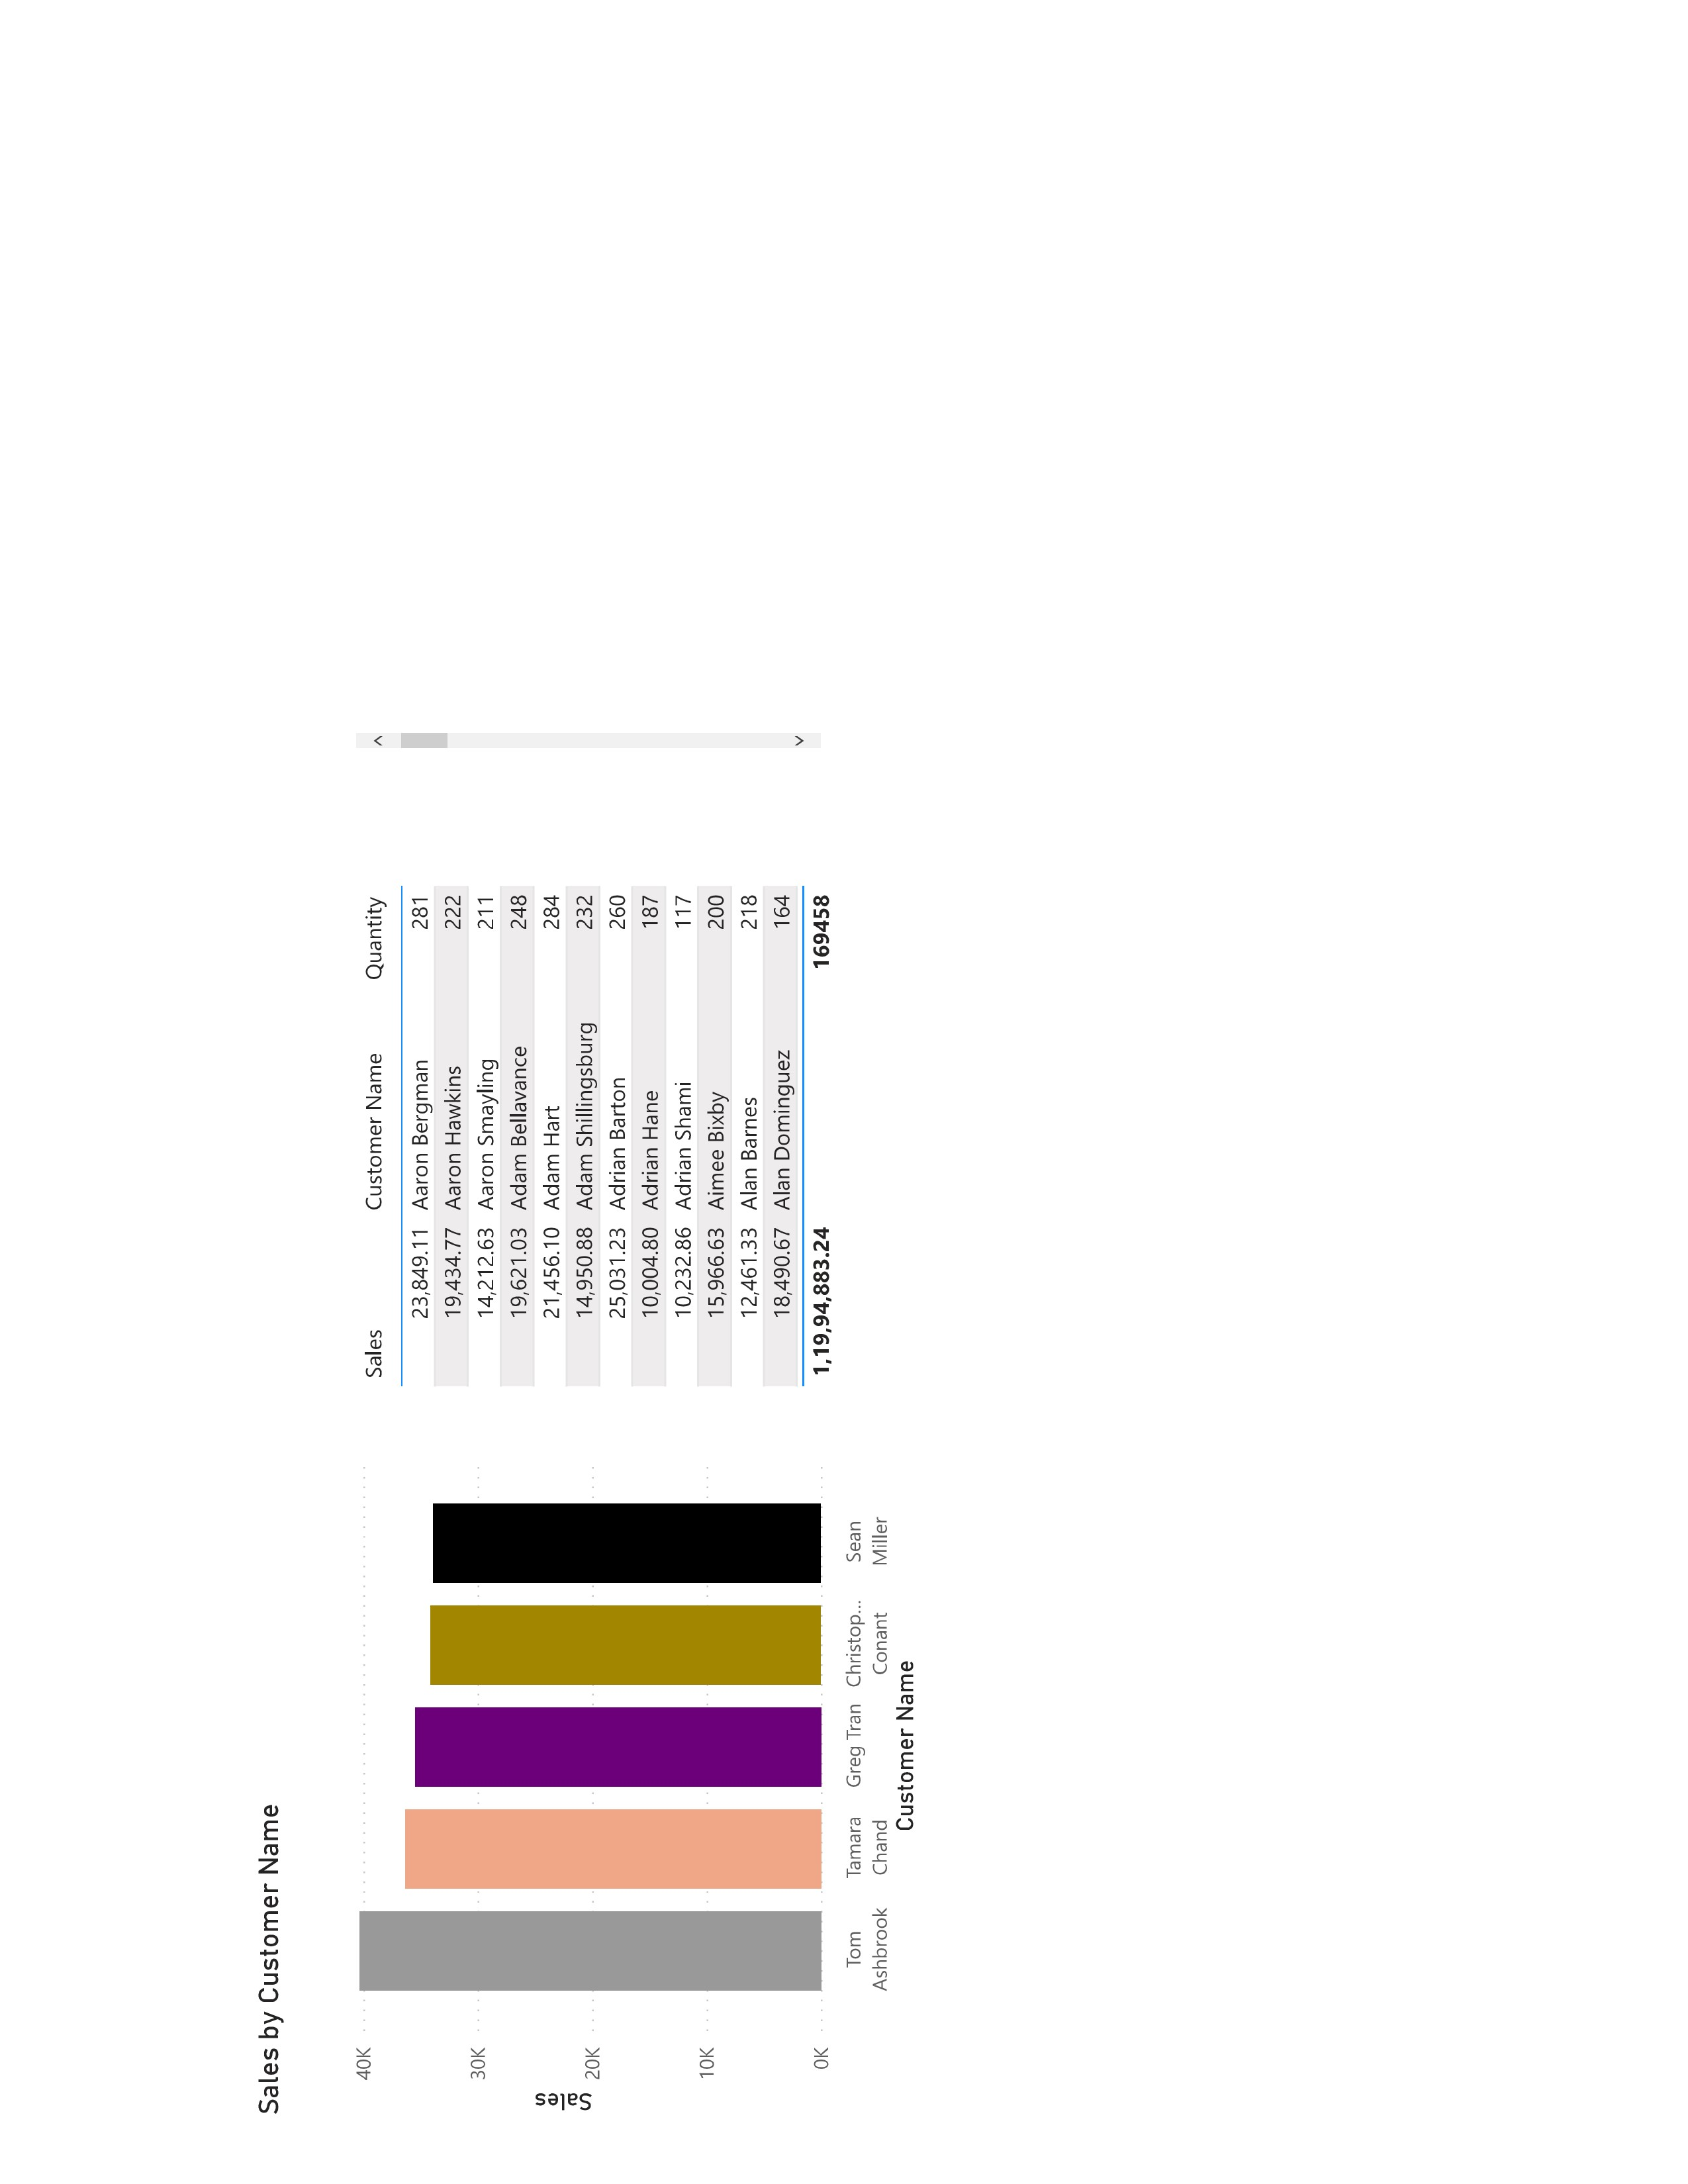 Sales by Customer Name
Sales
40K
30K
20K
10K
0K
Tom Ashbrook
Tamara Chand
Greg Tran
Christop... Conant
Sean Miller
Customer Name
Sales Customer Name Quantity
23,849.11 Aaron Bergman 281
19,434.77 Aaron Hawkins 222
14,212.63 Aaron Smayling 211
19,621.03 Adam Bellavance 248
21,456.10 Adam Hart 284
14,950.88 Adam Shillingsburg 232
25,031.23 Adrian Barton 260
10,004.80 Adrian Hane 187
10,232.86 Adrian Shami 117
15,966.63 Aimee Bixby 200
12,461.33 Alan Barnes 218
18,490.67 Alan Dominguez 164
1,19,94,883.24 169458